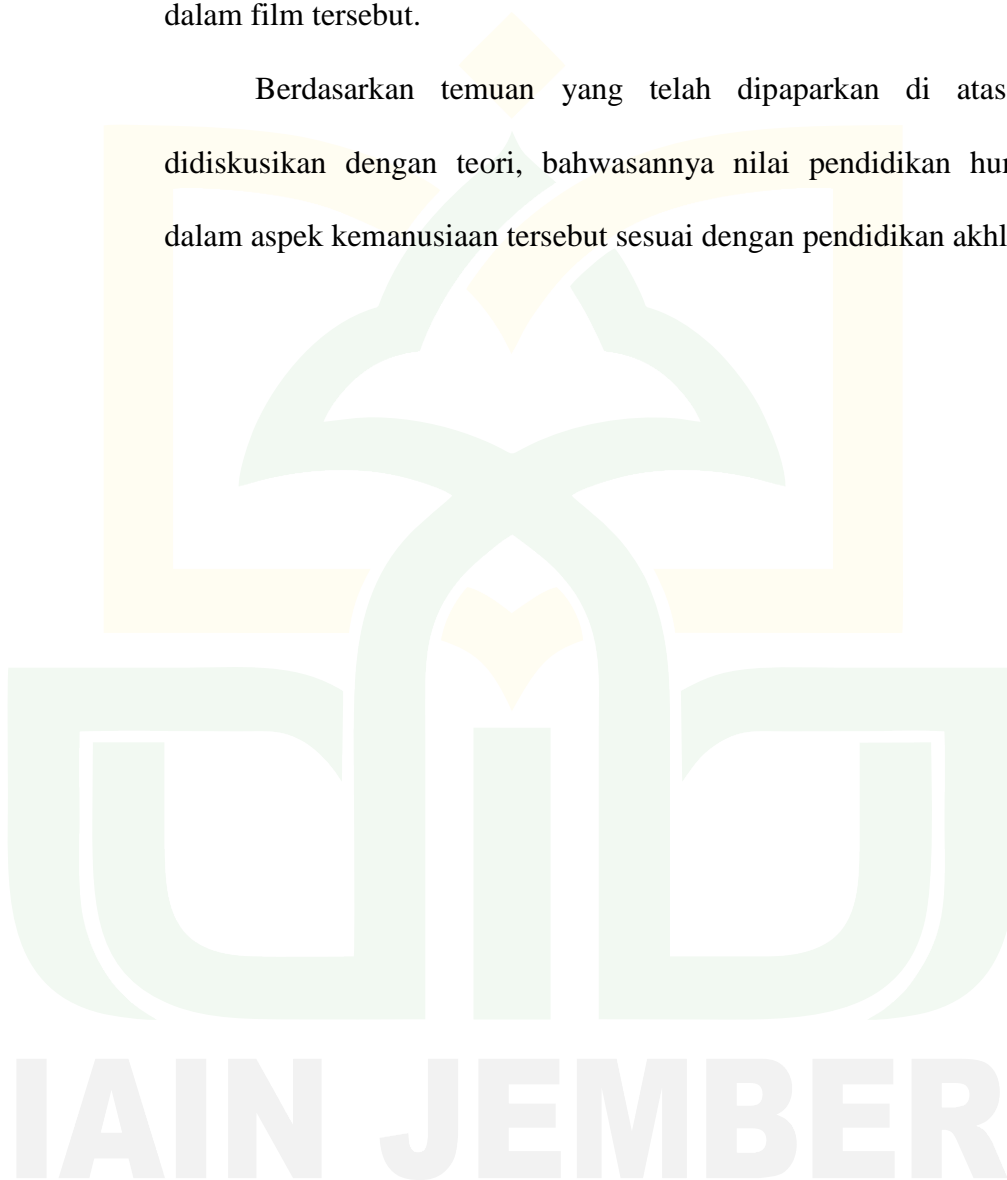 dalam film tersebut.
Berdasarkan temuan yang telah dipaparkan di atas
didiskusikan dengan teori, bahwasannya nilai pendidikan
dalam aspek kemanusiaan tersebut sesuai dengan pendidikan
IAIN JEMBER